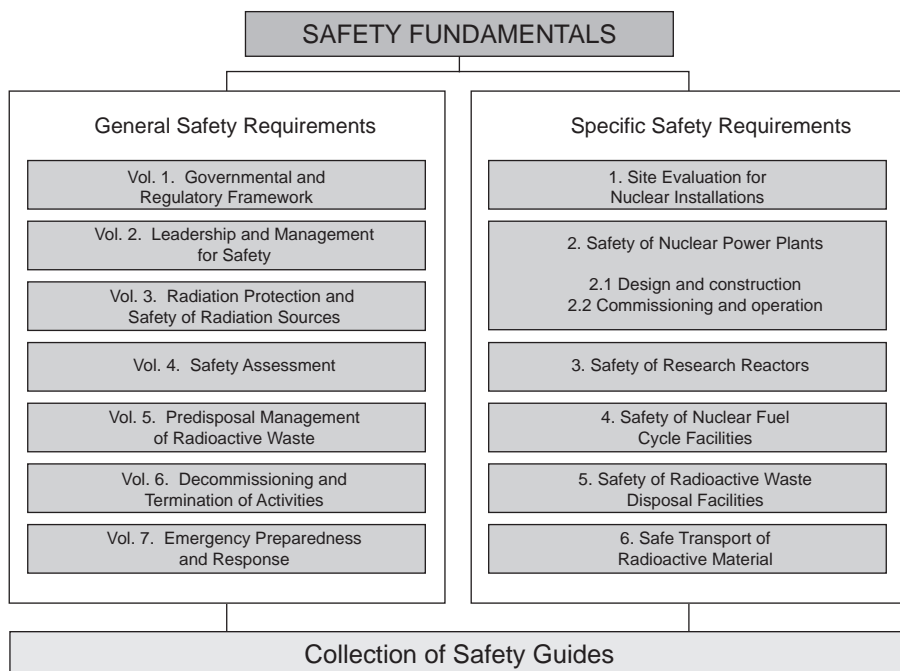 SAFETY FUNDAMENTALS
General Safety Requirements
Vol. 1. Governmental and
Regulatory Framework
Vol. 2. Leadership and Management
for Safety
Vol. 3. Radiation Protection and
Safety of Radiation Sources
Vol. 4. Safety Assessment
Vol. 5. Predisposal Management
of Radioactive Waste
Vol. 6. Decommissioning and
Termination of Activities
Vol. 7. Emergency Preparedness
and Response
Specific Safety Requirements
1. Site Evaluation for
Nuclear Installations
2. Safety of Nuclear Power Plants
2.1 Design and construction
2.2 Commissioning and operation
3. Safety of Research Reactors
4. Safety of Nuclear Fuel
Cycle Facilities
5. Safety of Radioactive Waste
Disposal Facilities
6. Safe Transport of
Radioactive Material
Collection of Safety Guides